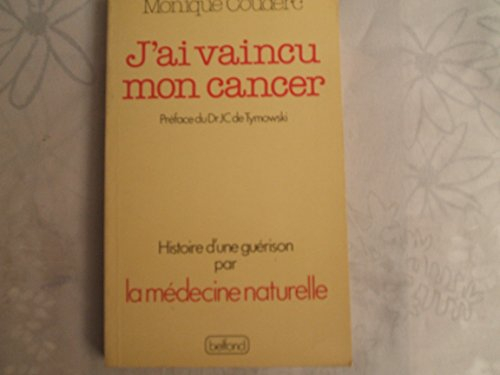 Monique Couderc
J'ai vaincu
mon cancer
Préface du Dr JC de Tymowski
Histoire d'une guérison
par
la médecine naturelle
belfond